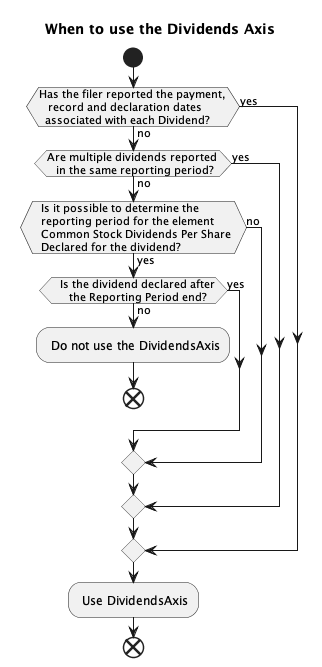 When to use the Dividends Axis
Has the filer reported the payment,
record and declaration dates
associated with each Dividend?
yes
no
Are multiple dividends reported
in the same reporting period?
yes
no
Is it possible to determine the
reporting period for the element
Common Stock Dividends Per Share
Declared for the dividend?
no
yes
Is the dividend declared after
the Reporting Period end?
yes
no
Do not use the DividendsAxis
Use DividendsAxis